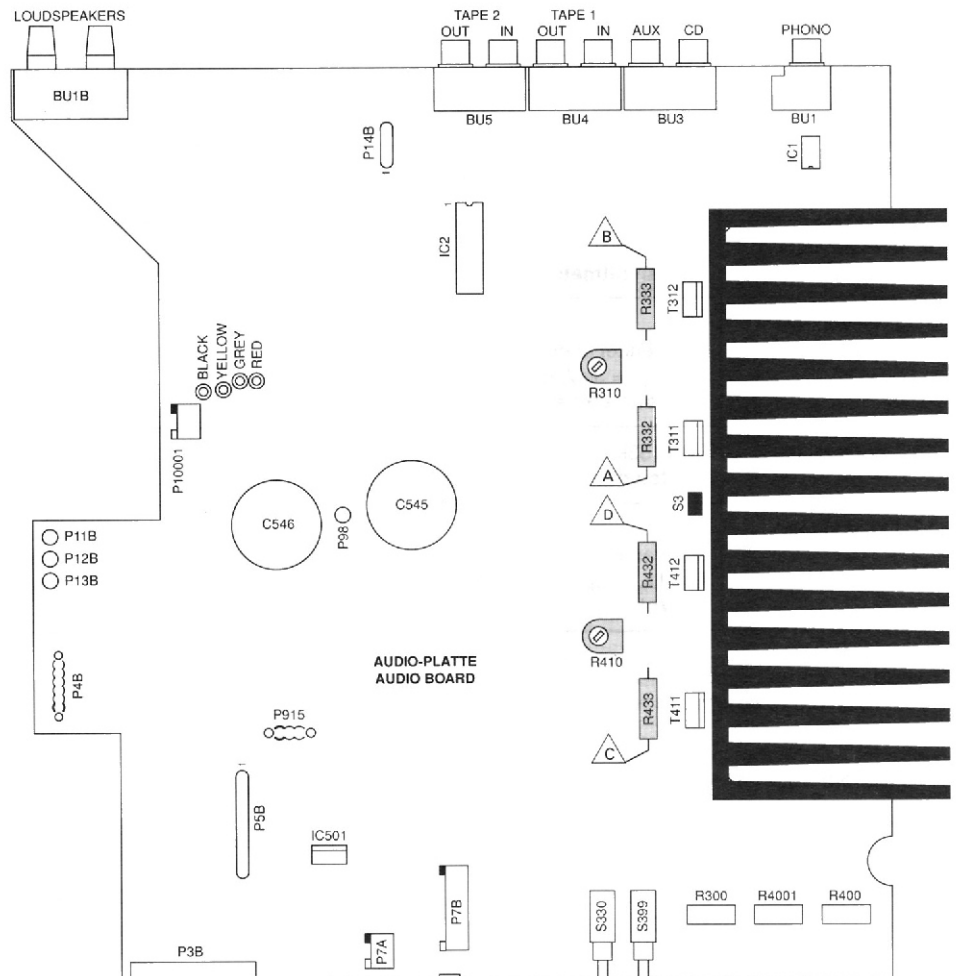 LOUDSPEAKERS
TAPE 2
TAPE 1
OUT
IN
OUT
IN
AUX
CD
PHONO
BU1B
BU5
BU4
BU3
BU1
P14B
1
IC1
1
IC2
B
R333
T312
BLACK
YELLOW
GREY
RED
R310
P10001
R332
T311
A
C546
P98
C545
S3
D
P11B
P12B
P13B
R432
T412
R410
P4B
AUDIO-PLATTE
AUDIO BOARD
R433
T411
P915
C
1
P5B
IC501
P7B
S330
S399
R300
R4001
R400
P7A
P3B